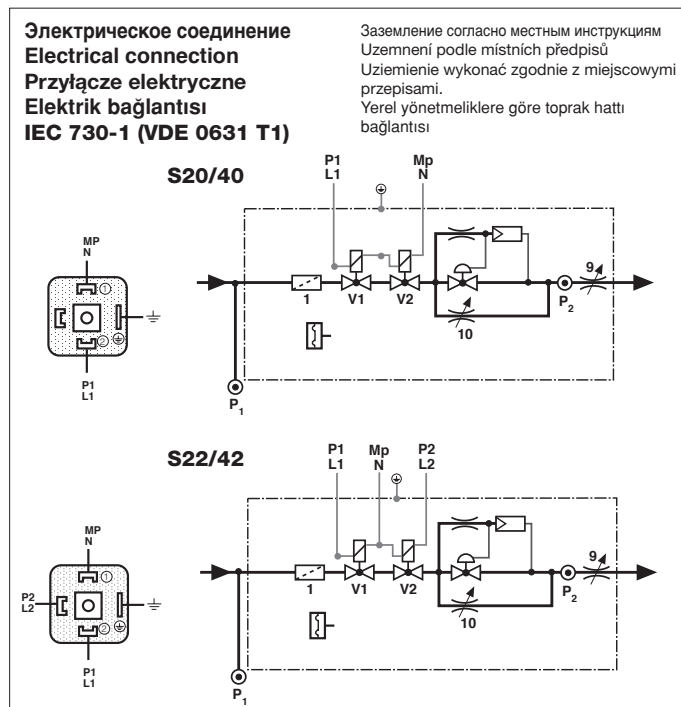 Электрическое соединение
Electrical connection
Przyłącze elektryczne
Elektrik bağlantısı
IEC 730-1 (VDE 0631 T1)
Заземление согласно местным инструкциям
Uzemnení podle místních předpisů
Uziemienie wykonać zgodnie z miejscowymi
przepisami.
Yerel yönetmeliklere göre toprak hattı
bağlantısı
S20/40
P1
L1
Mp
N
MP
N
①
②
P1
L1
1
V1
V2
10
P2
9
P1
S22/42
P1
L1
Mp
N
P2
L2
MP
N
①
P2
L2
②
P1
L1
1
V1
V2
10
P2
9
P1